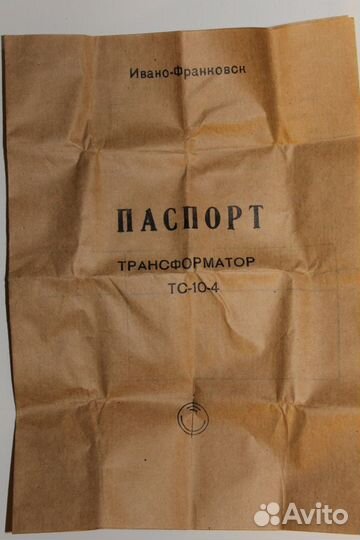 Ивано-Франковск
ПАСПОРТ
ТРАНСФОРМАТОР
ТС-10-4
Avito